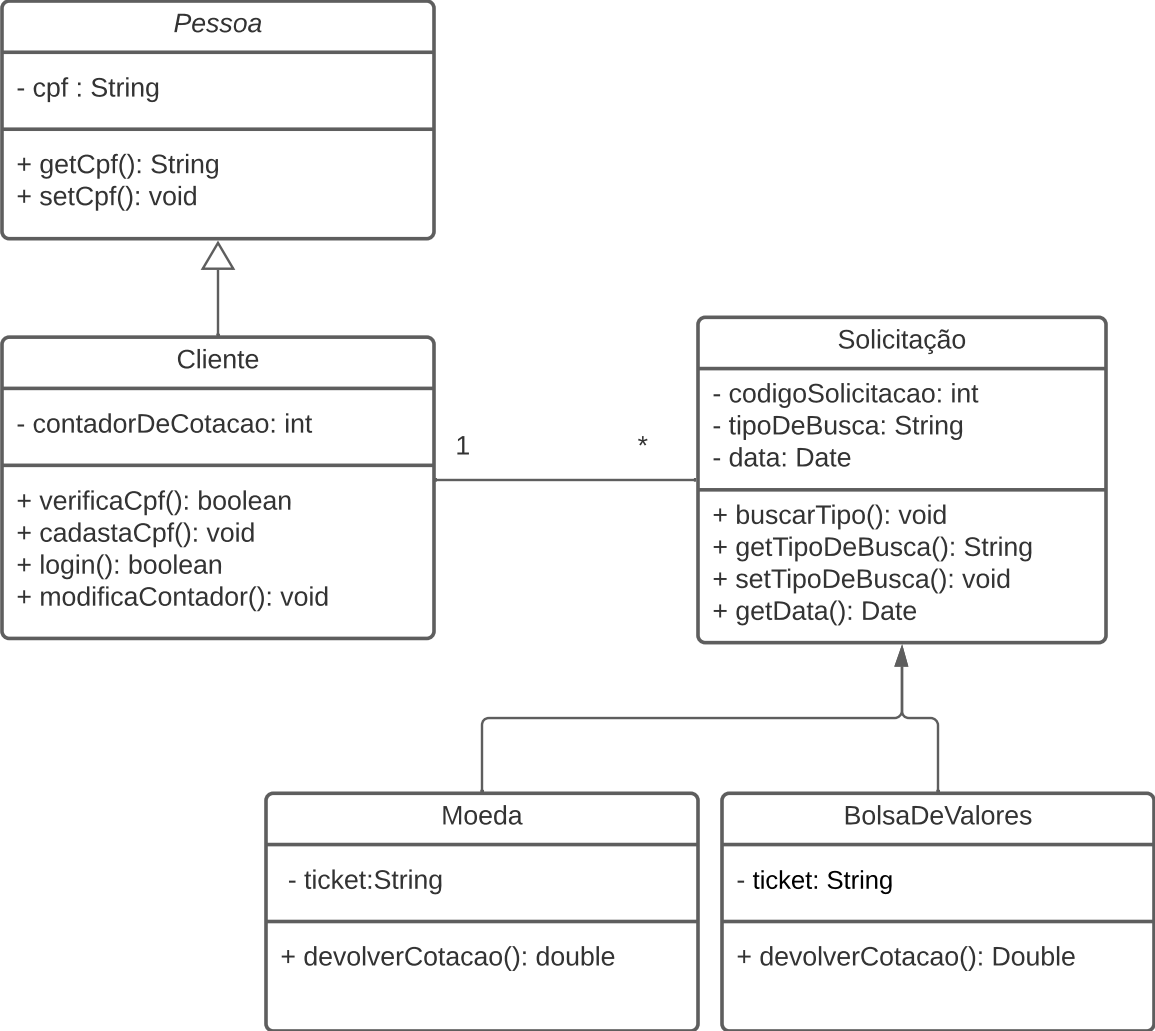 Pessoa
- cpf : String
+ getCpf(): String
+ setCpf(): void
Cliente
- contadorDeCotacao: int
+ verificaCpf(): boolean
+ cadastaCpf(): void
+ login(): boolean
+ modificaContador(): void
1
*
Solicitação
- codigoSolicitacao: int
- tipoDeBusca: String
- data: Date
+ buscarTipo(): void
+ getTipoDeBusca(): String
+ setTipoDeBusca(): void
+ getData(): Date
Moeda
- ticket:String
+ devolverCotacao(): double
BolsaDeValores
- ticket: String
+ devolverCotacao(): Double